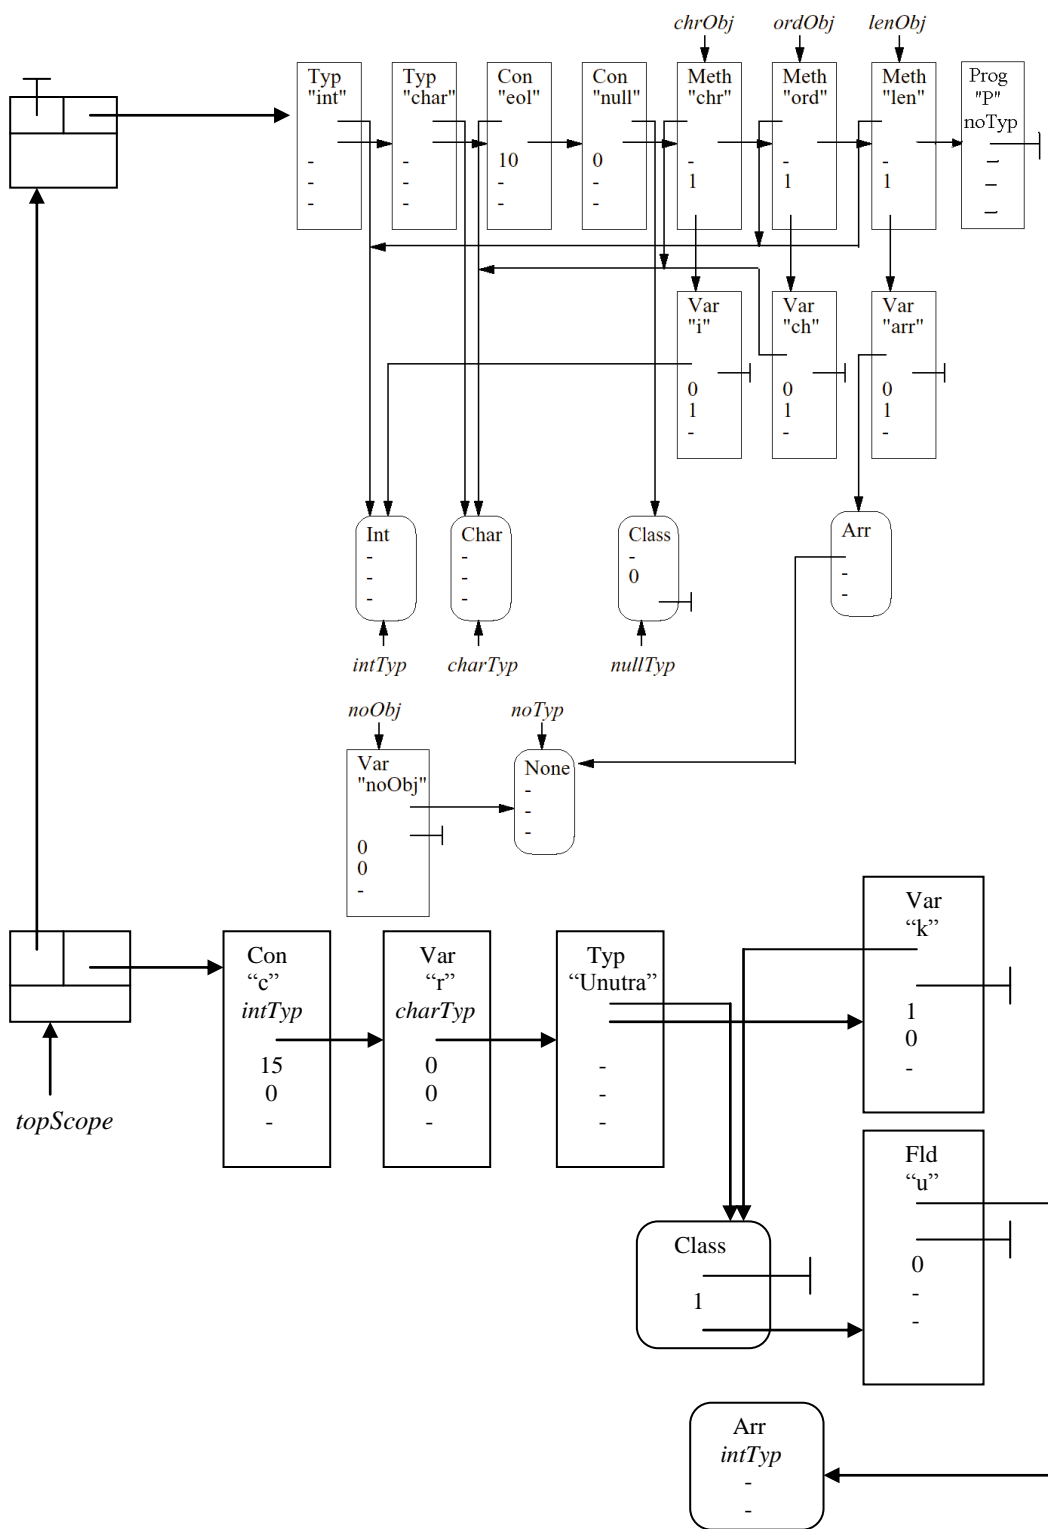 chrObj
ordObj
lenObj
Typ
"int"
-
-
-
Typ
"char"
-
-
-
Con
"eol"
10
-
-
Con
"null"
0
-
-
Meth
"chr"
-
1
Meth
"ord"
-
1
Meth
"len"
-
1
Prog
"P"
noTyp
-
-
-
Var
"i"
0
1
-
Var
"ch"
0
1
-
Var
"arr"
0
1
-
Int
-
-
-
Char
-
-
-
Class
-
0
Arr
-
-
intTyp
charTyp
nullTyp
noObj
noTyp
Var
"noObj"
0
0
-
None
-
-
-
Con
“c”
intTyp
15
0
-
Var
“r”
charTyp
0
0
-
Typ
“Unutra”
-
-
-
Var
“k”
1
0
-
topScope
Fld
“u”
0
-
-
Class
1
Arr
intTyp
-
-